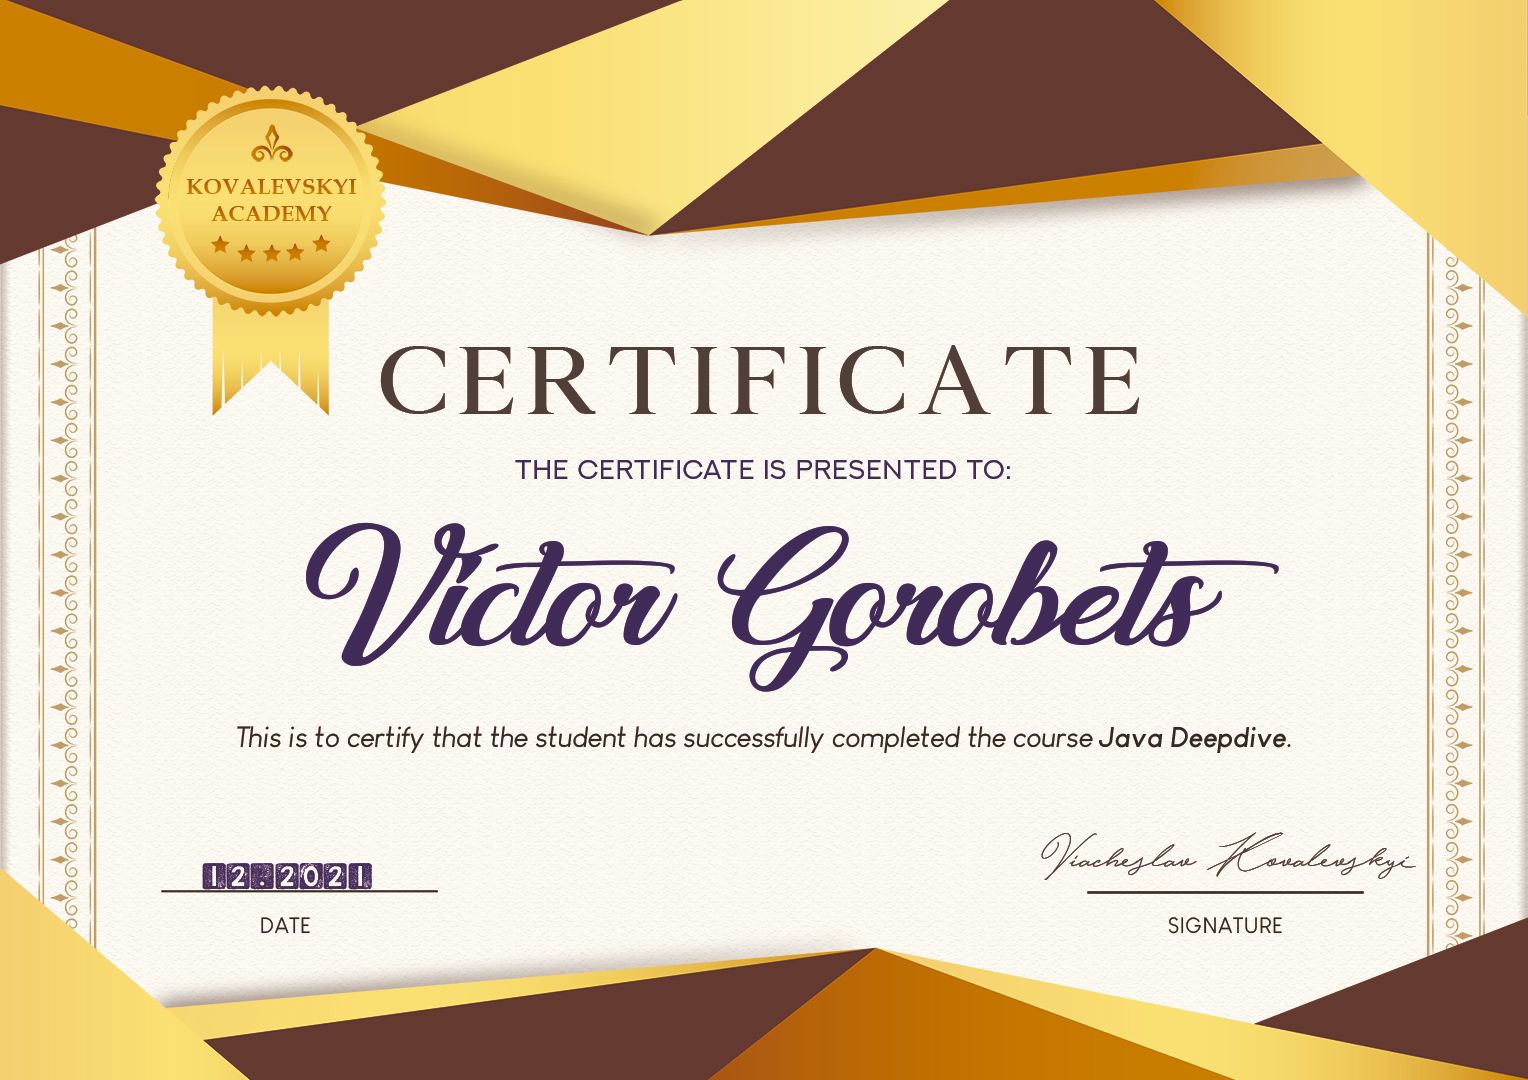 KOVALEVSKYI
ACADEMY
CERTIFICATE
THE CERTIFICATE IS PRESENTED TO:
Victor Gorobets
This is to certify that the student has successfully completed the course Java Deepdive.
12.2021
DATE
Viacheslav Kovalevskyi
SIGNATURE